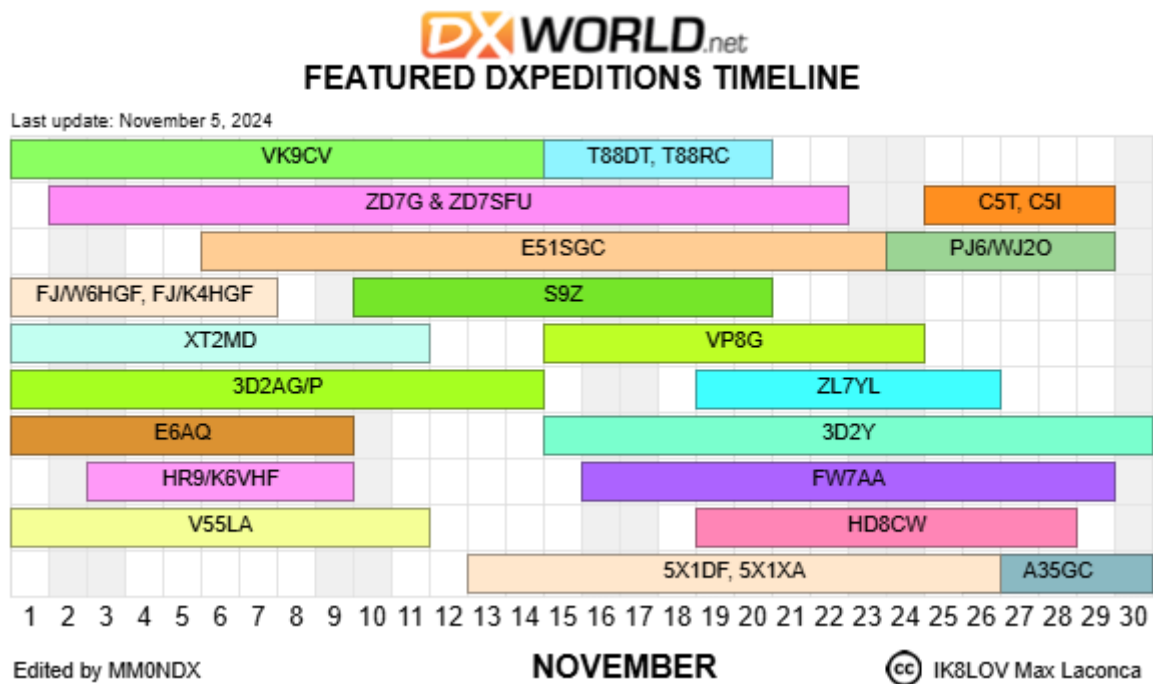 DX WORLD.net
FEATURED DXPEDITIONS TIMELINE
Last update: November 5, 2024
VK9CV T88DT, T88RC
ZD7G & ZD7SFU C5T, C5I
E51SGC PJ6/WJ2O
FJ/W6HGF, FJ/K4HGF S9Z
XT2MD VP8G
3D2AG/P ZL7YL
E6AQ 3D2Y
HR9/K6VHF FW7AA
V55LA HD8CW
5X1DF, 5X1XA A35GC
1 2 3 4 5 6 7 8 9 10 11 12 13 14 15 16 17 18 19 20 21 22 23 24 25 26 27 28 29 30
Edited by MM0NDX NOVEMBER cc IK8LOV Max Laconca